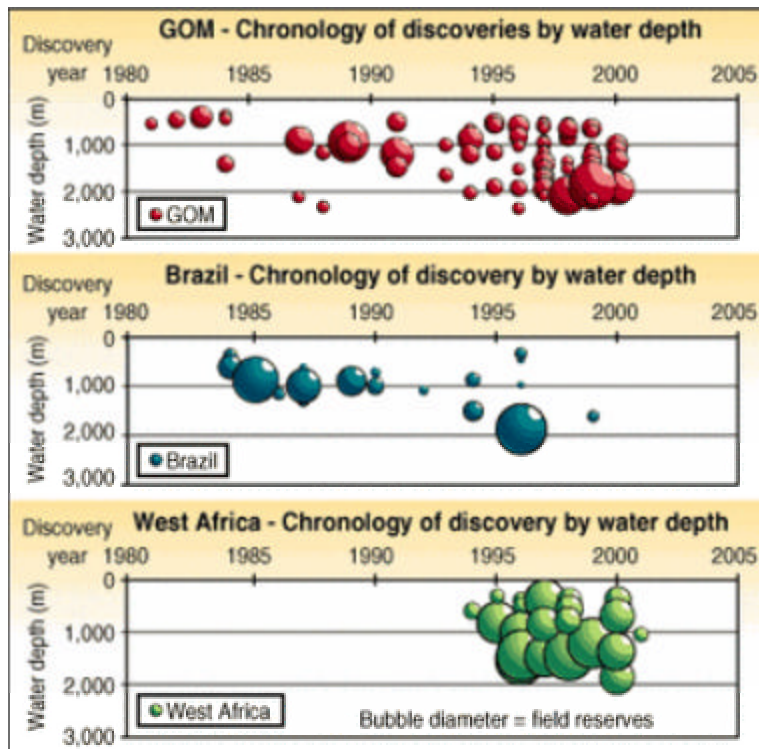 GOM - Chronology of discoveries by water depth
Discovery
year
1980 1985 1990 1995 2000 2005
Water depth (m)
0
1,000
2,000
3,000
GOM
Brazil - Chronology of discovery by water depth
Discovery
year
1980 1985 1990 1995 2000 2005
Water depth (m)
0
1,000
2,000
3,000
Brazil
West Africa - Chronology of discovery by water depth
Discovery
year
1980 1985 1990 1995 2000 2005
Water depth (m)
0
1,000
2,000
3,000
West Africa
Bubble diameter = field reserves